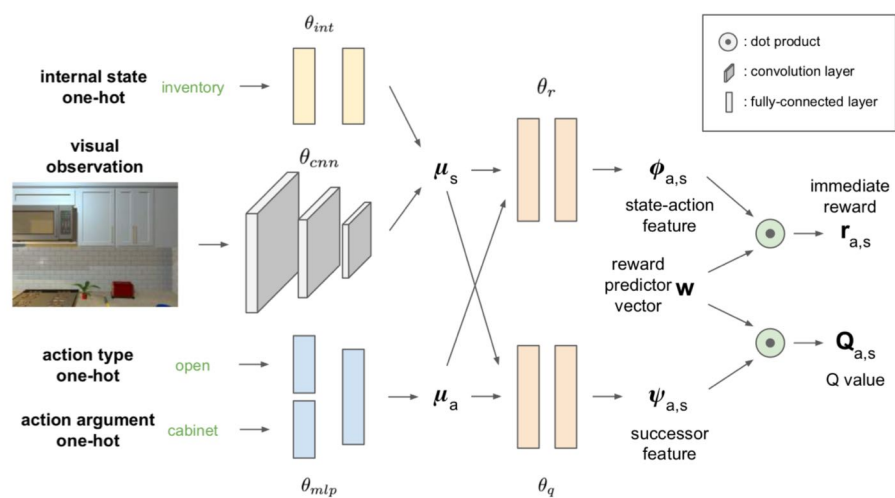 θint
internal state
one-hot
inventory
visual
observation
θcnn
action type
one-hot
open
action argument
one-hot
cabinet
θmlp
μs
μa
θr
θq
ϕa,s
state-action
feature
reward
predictor
vector
w
ψa,s
successor
feature
immediate
reward
ra,s
Qa,s
Q value
: dot product
: convolution layer
: fully-connected layer